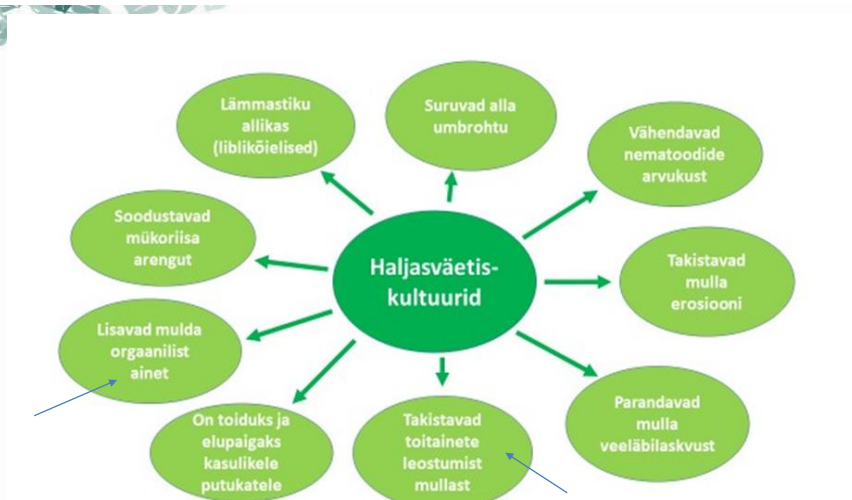 Lämmastiku
allikas
(liblikõielised)
Suruvad alla
umbrohtu
Vähendavad
nematoodide
arvukust
Soodustavad
mükoriisa
arengut
Haljasväetis-
kultuurid
Takistavad
mulla
erosiooni
Lisavad mulda
orgaanilist
ainet
On toiduks ja
elupaigaks
kasulikele
putukatele
Takistavad
toitainete
leostumist
mullast
Parandavad
mulla
veeläbilaskvust